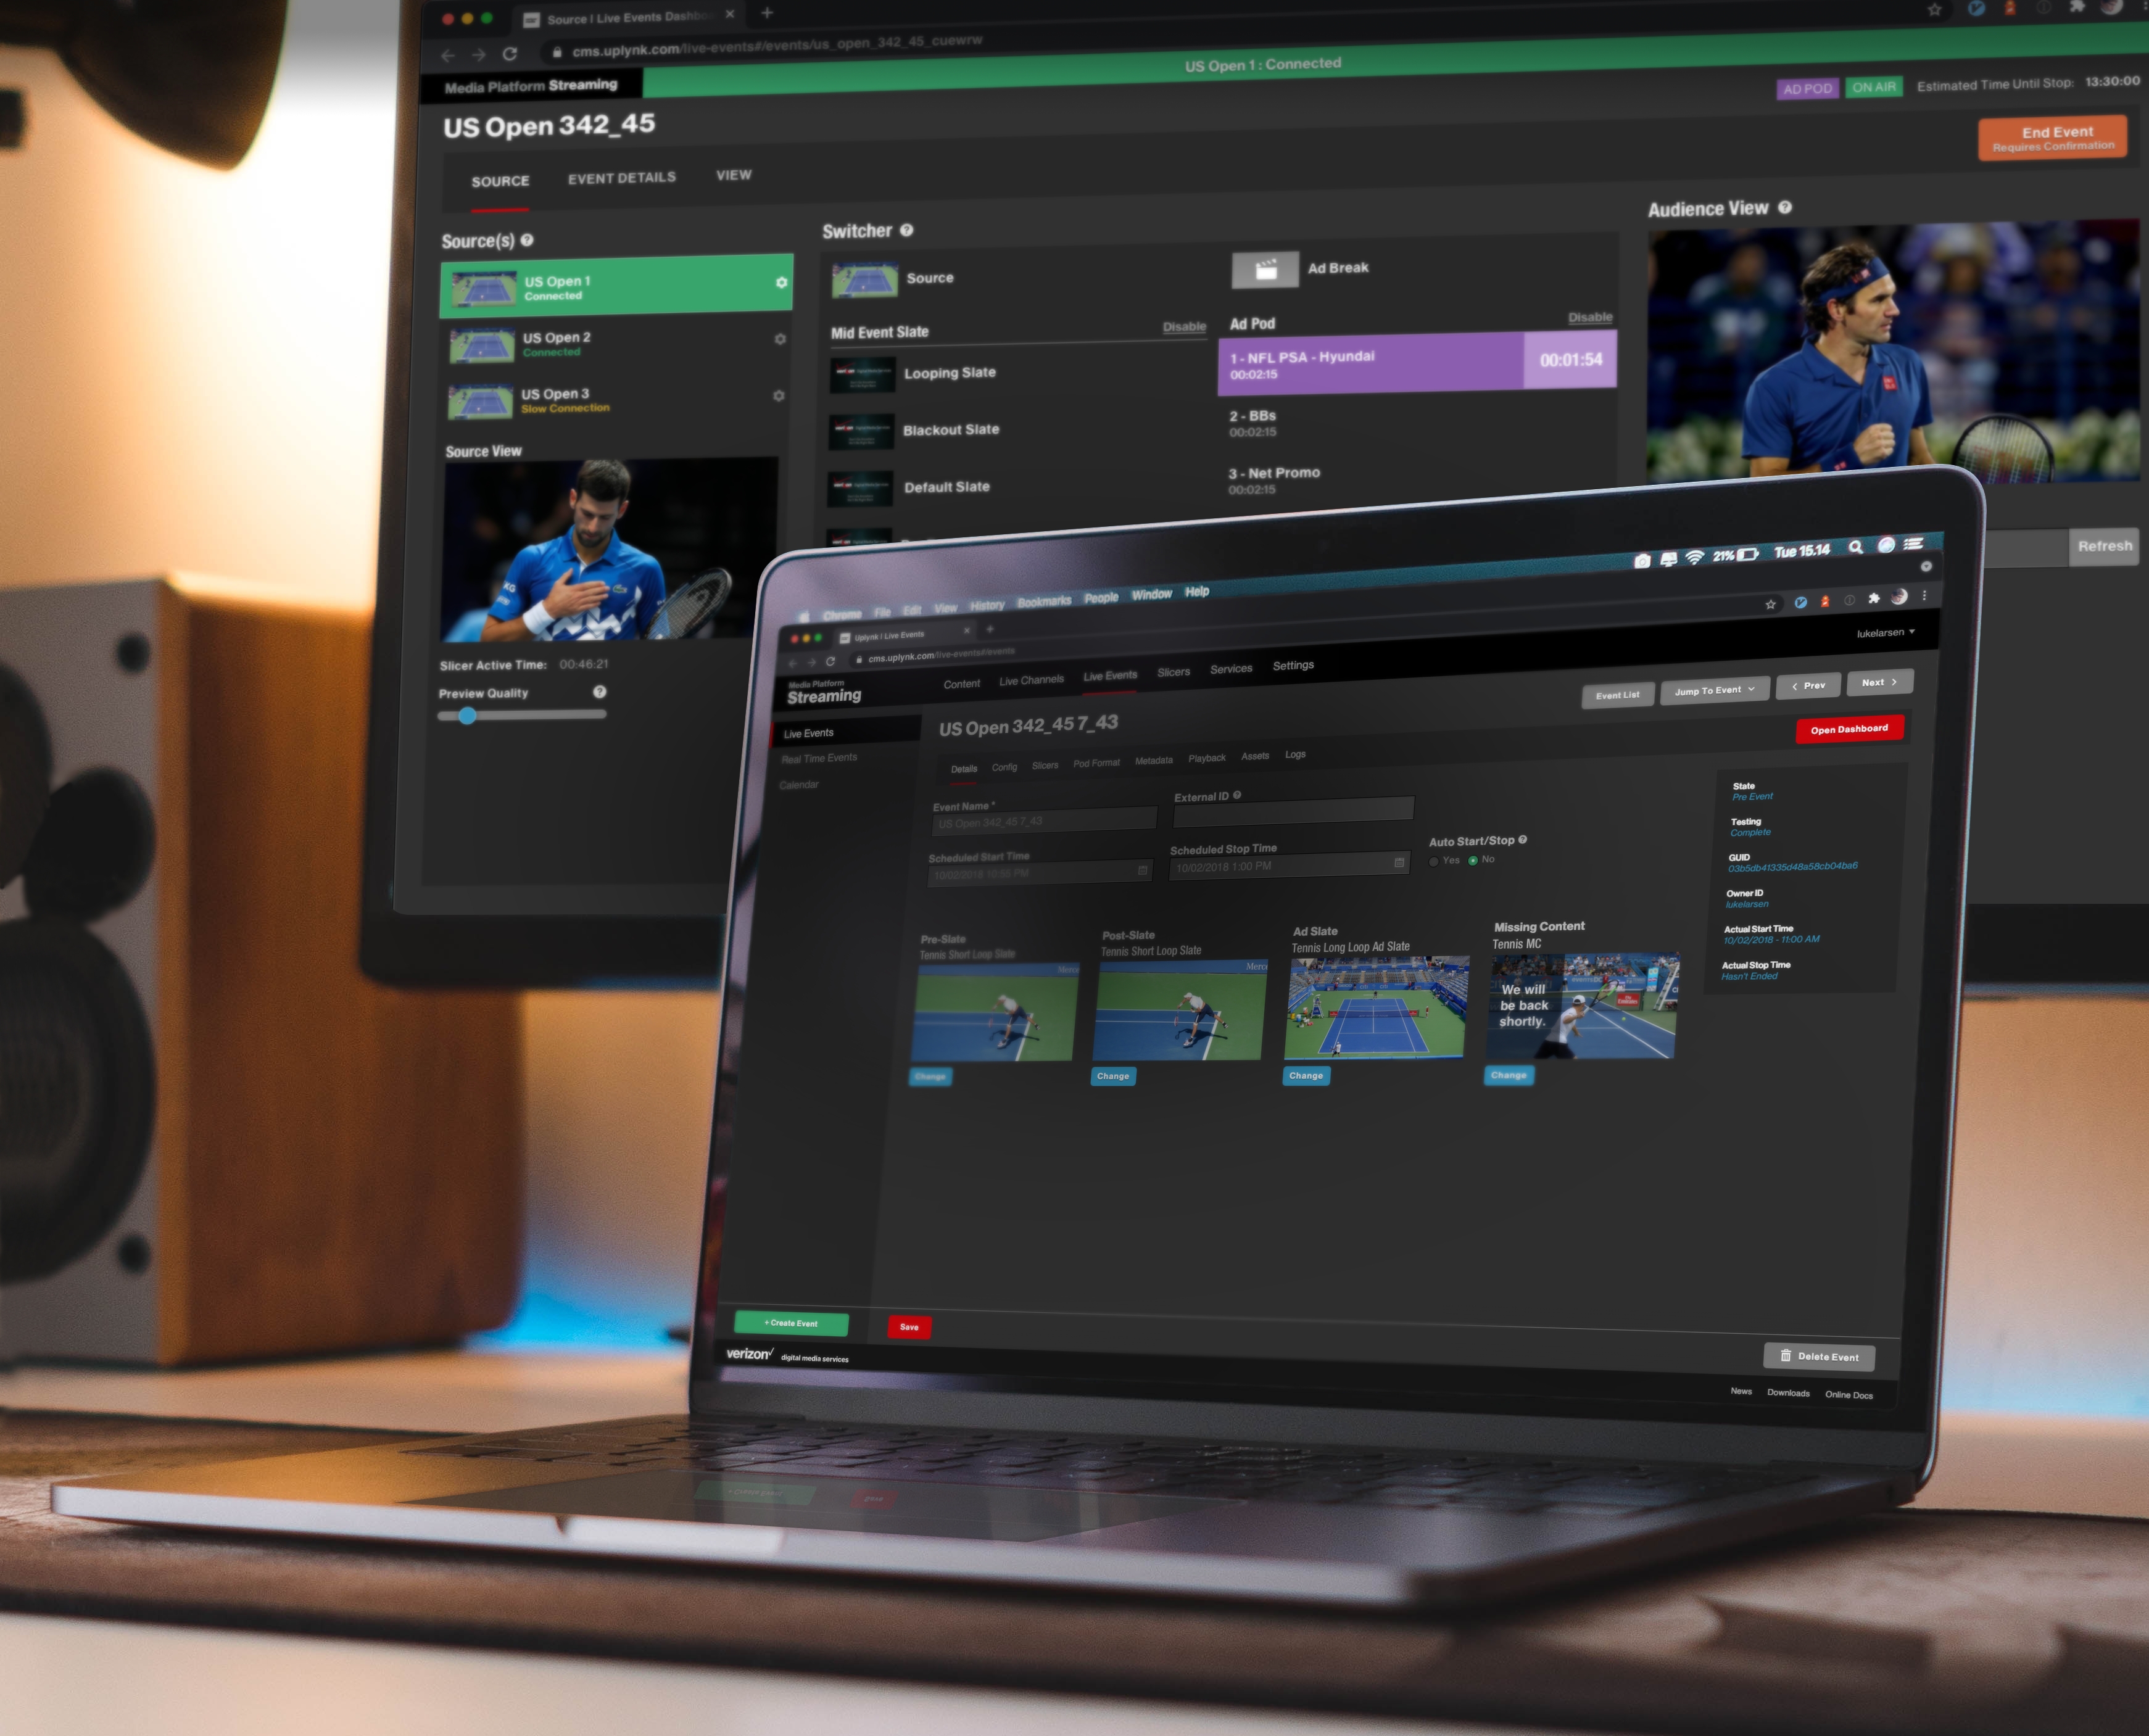 Source | Live Events Dashbo
cms.uplynk.com/live-events#/events/us_open_342_45_cuewrw
Media Platform Streaming
US Open 1 : Connected
AD POD
ON AIR
Estimated Time Until Stop: 13:30:00
US Open 342_45
End Event
Requires Confirmation
SOURCE
EVENT DETAILS
VIEW
Source(s)
US Open 1
Connected
US Open 2
Connected
US Open 3
Slow Connection
Source View
Slicer Active Time: 00:46:21
Preview Quality
Switcher
Source
Mid Event Slate
Disable
Looping Slate
Blackout Slate
Default Slate
Ad Break
Ad Pod
Disable
1 - NFL PSA - Hyundai
00:02:15
00:01:54
2 - BBs
00:02:15
3 - Net Promo
00:02:15
Audience View
Refresh
Chrome File Edit View History Bookmarks People Window Help
21%
Tue 15.14
Uplynk | Live Events
cms.uplynk.com/live-events#/events
lukelarsen
Media Platform
Streaming
Content
Live Channels
Live Events
Slicers
Services
Settings
Event List
Jump To Event
Prev
Next
Live Events
Real Time Events
Calendar
US Open 342_45 7_43
Open Dashboard
Details
Config
Slicers
Pod Format
Metadata
Playback
Assets
Logs
Event Name *
US Open 342_45 7_43
External ID
Scheduled Start Time
Scheduled Stop Time
10/02/2018 1:00 PM
Auto Start/Stop
Yes
No
State
Pre Event
Testing
Complete
GUID
03b5db41335d48a58cb04ba6
Owner ID
lukelarsen
Actual Start Time
10/02/2018 - 11:00 AM
Actual Stop Time
Hasn't Ended
Pre-Slate
Tennis Short Loop Slate
Change
Post-Slate
Tennis Short Loop Slate
Change
Ad Slate
Tennis Long Loop Ad Slate
Change
Missing Content
Tennis MC
We will
be back
shortly.
Change
+ Create Event
Save
Delete Event
verizon✓ digital media services
News
Downloads
Online Docs